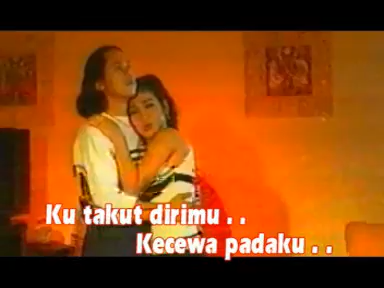 Ku takut dirimu . .
Kecewa padaku . .